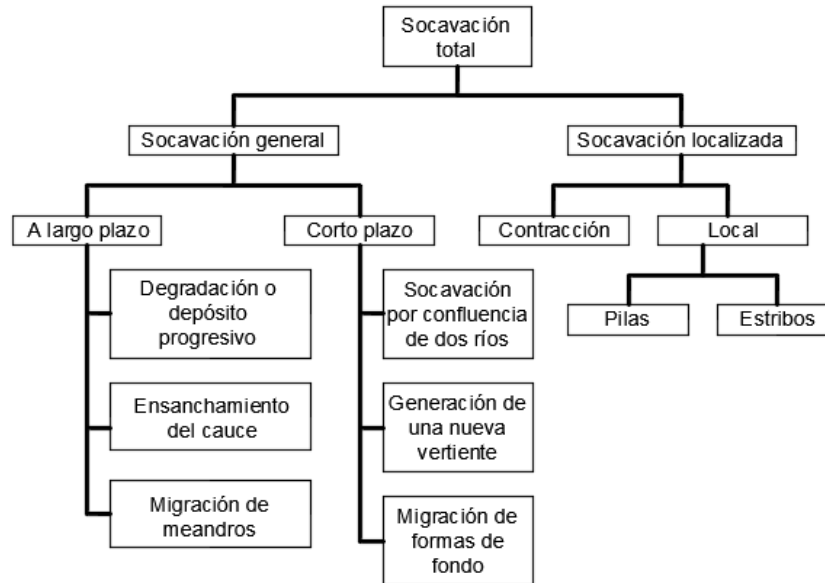 Socavación
total
Socavación general
Socavación localizada
A largo plazo
Corto plazo
Contracción
Local
Degradación o
depósito
progresivo
Ensanchamiento
del cauce
Migración de
meandros
Socavación
por confluencia
de dos ríos
Generación de
una nueva
vertiente
Migración de
formas de
fondo
Pilas
Estribos